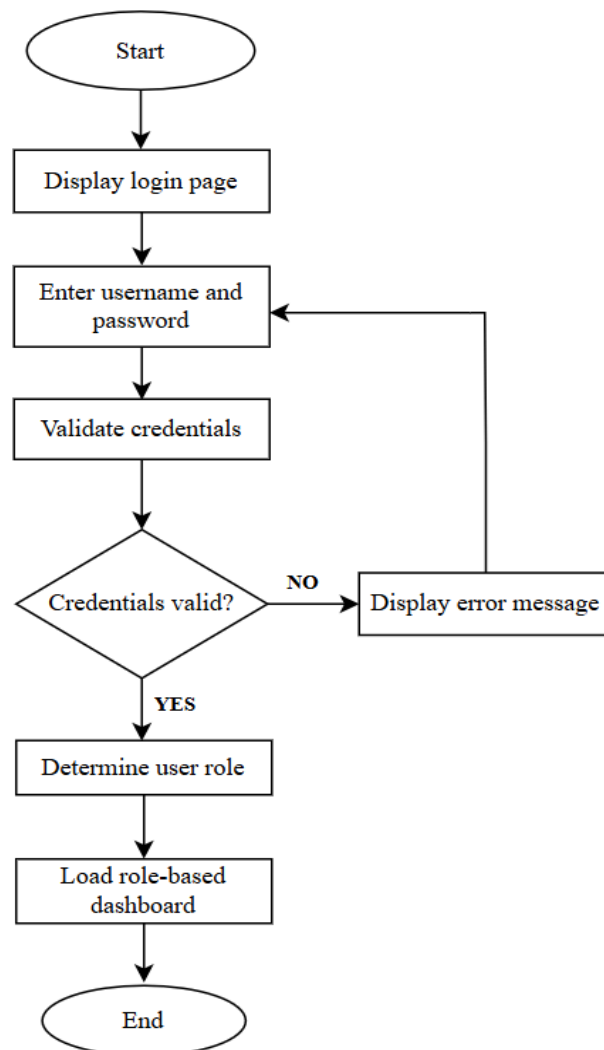 Start
Display login page
Enter username and
password
Validate credentials
Credentials valid?
NO
Display error message
YES
Determine user role
Load role-based
dashboard
End